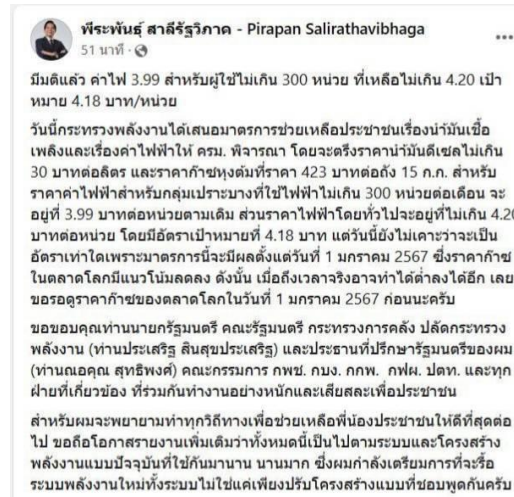 พีระพันธุ์ สาลีรัฐวิภาค - Pirapan Salirathavibhaga
51 นาที ·
มีมติแล้ว ค่าไฟ 3.99 สำหรับผู้ใช้ไม่เกิน 300 หน่วย ที่เหลือไม่เกิน 4.20 เป้า
หมาย 4.18 บาท/หน่วย
วันนี้กระทรวงพลังงานได้เสนอมาตรการช่วยเหลือประชาชนเรื่องน้ำมันเชื้อ
เพลิงและเรื่องค่าไฟฟ้าให้ ครม. พิจารณา โดยจะตรึงราคาน้ำมันดีเซลไม่เกิน
30 บาทต่อลิตร และราคาก๊าซหุงต้มที่ราคา 423 บาทต่อถัง 15 ก.ก. สำหรับ
ราคาค่าไฟฟ้าสำหรับกลุ่มเปราะบางที่ใช้ไฟฟ้าไม่เกิน 300 หน่วยต่อเดือน จะ
อยู่ที่ 3.99 บาทต่อหน่วยตามเดิม ส่วนราคาไฟฟ้าโดยทั่วไปจะอยู่ที่ไม่เกิน 4.20
บาทต่อหน่วย โดยมีอัตราเป้าหมายที่ 4.18 บาท แต่วันนี้ยังไม่เคาะว่าจะเป็น
อัตราเท่าใดเพราะมาตรการนี้จะมีผลตั้งแต่วันที่ 1 มกราคม 2567 ซึ่งราคาก๊าซ
ในตลาดโลกมีแนวโน้มลดลง ดังนั้น เมื่อถึงเวลาจริงอาจทำได้ต่ำลงได้อีก เลย
ขอรอดูราคาก๊าซของตลาดโลกในวันที่ 1 มกราคม 2567 ก่อนนะครับ
ขอขอบคุณท่านนายกรัฐมนตรี คณะรัฐมนตรี กระทรวงการคลัง ปลัดกระทรวง
พลังงาน (ท่านประเสริฐ สินสุขประเสริฐ) และประธานที่ปรึกษารัฐมนตรีของผม
(ท่านณอคุณ สุทธิพงศ์) คณะกรรมการ กพช. กบง. กกพ. กฟผ. ปตท. และทุก
ฝ่ายที่เกี่ยวข้อง ที่ร่วมกันทำงานอย่างหนักและเสียสละเพื่อประชาชน
สำหรับผมจะพยายามทำทุกวิถีทางเพื่อช่วยเหลือพี่น้องประชาชนให้ดีที่สุดต่อ
ไป ขอถือโอกาสรายงานเพิ่มเติมว่าทั้งหมดนี้เป็นไปตามระบบและโครงสร้าง
พลังงานแบบปัจจุบันที่ใช้กันมานาน นานมาก ซึ่งผมกำลังเตรียมการที่จะรื้อ
ระบบพลังงานใหม่ทั้งระบบไม่ใช่แค่เพียงปรับโครงสร้างแบบที่ชอบพูดกันครับ